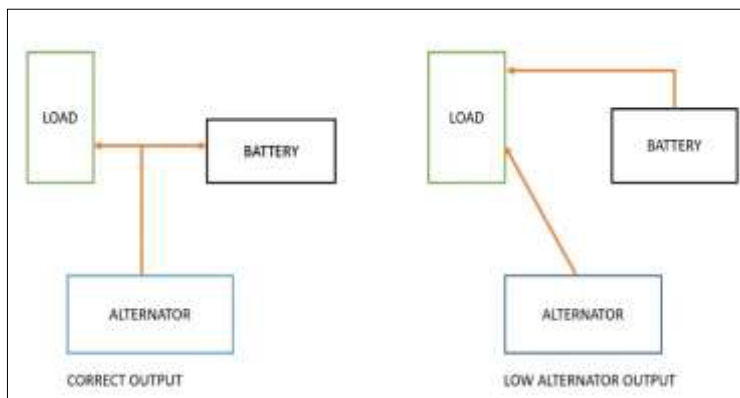 LOAD
BATTERY
ALTERNATOR
CORRECT OUTPUT
LOAD
BATTERY
ALTERNATOR
LOW ALTERNATOR OUTPUT